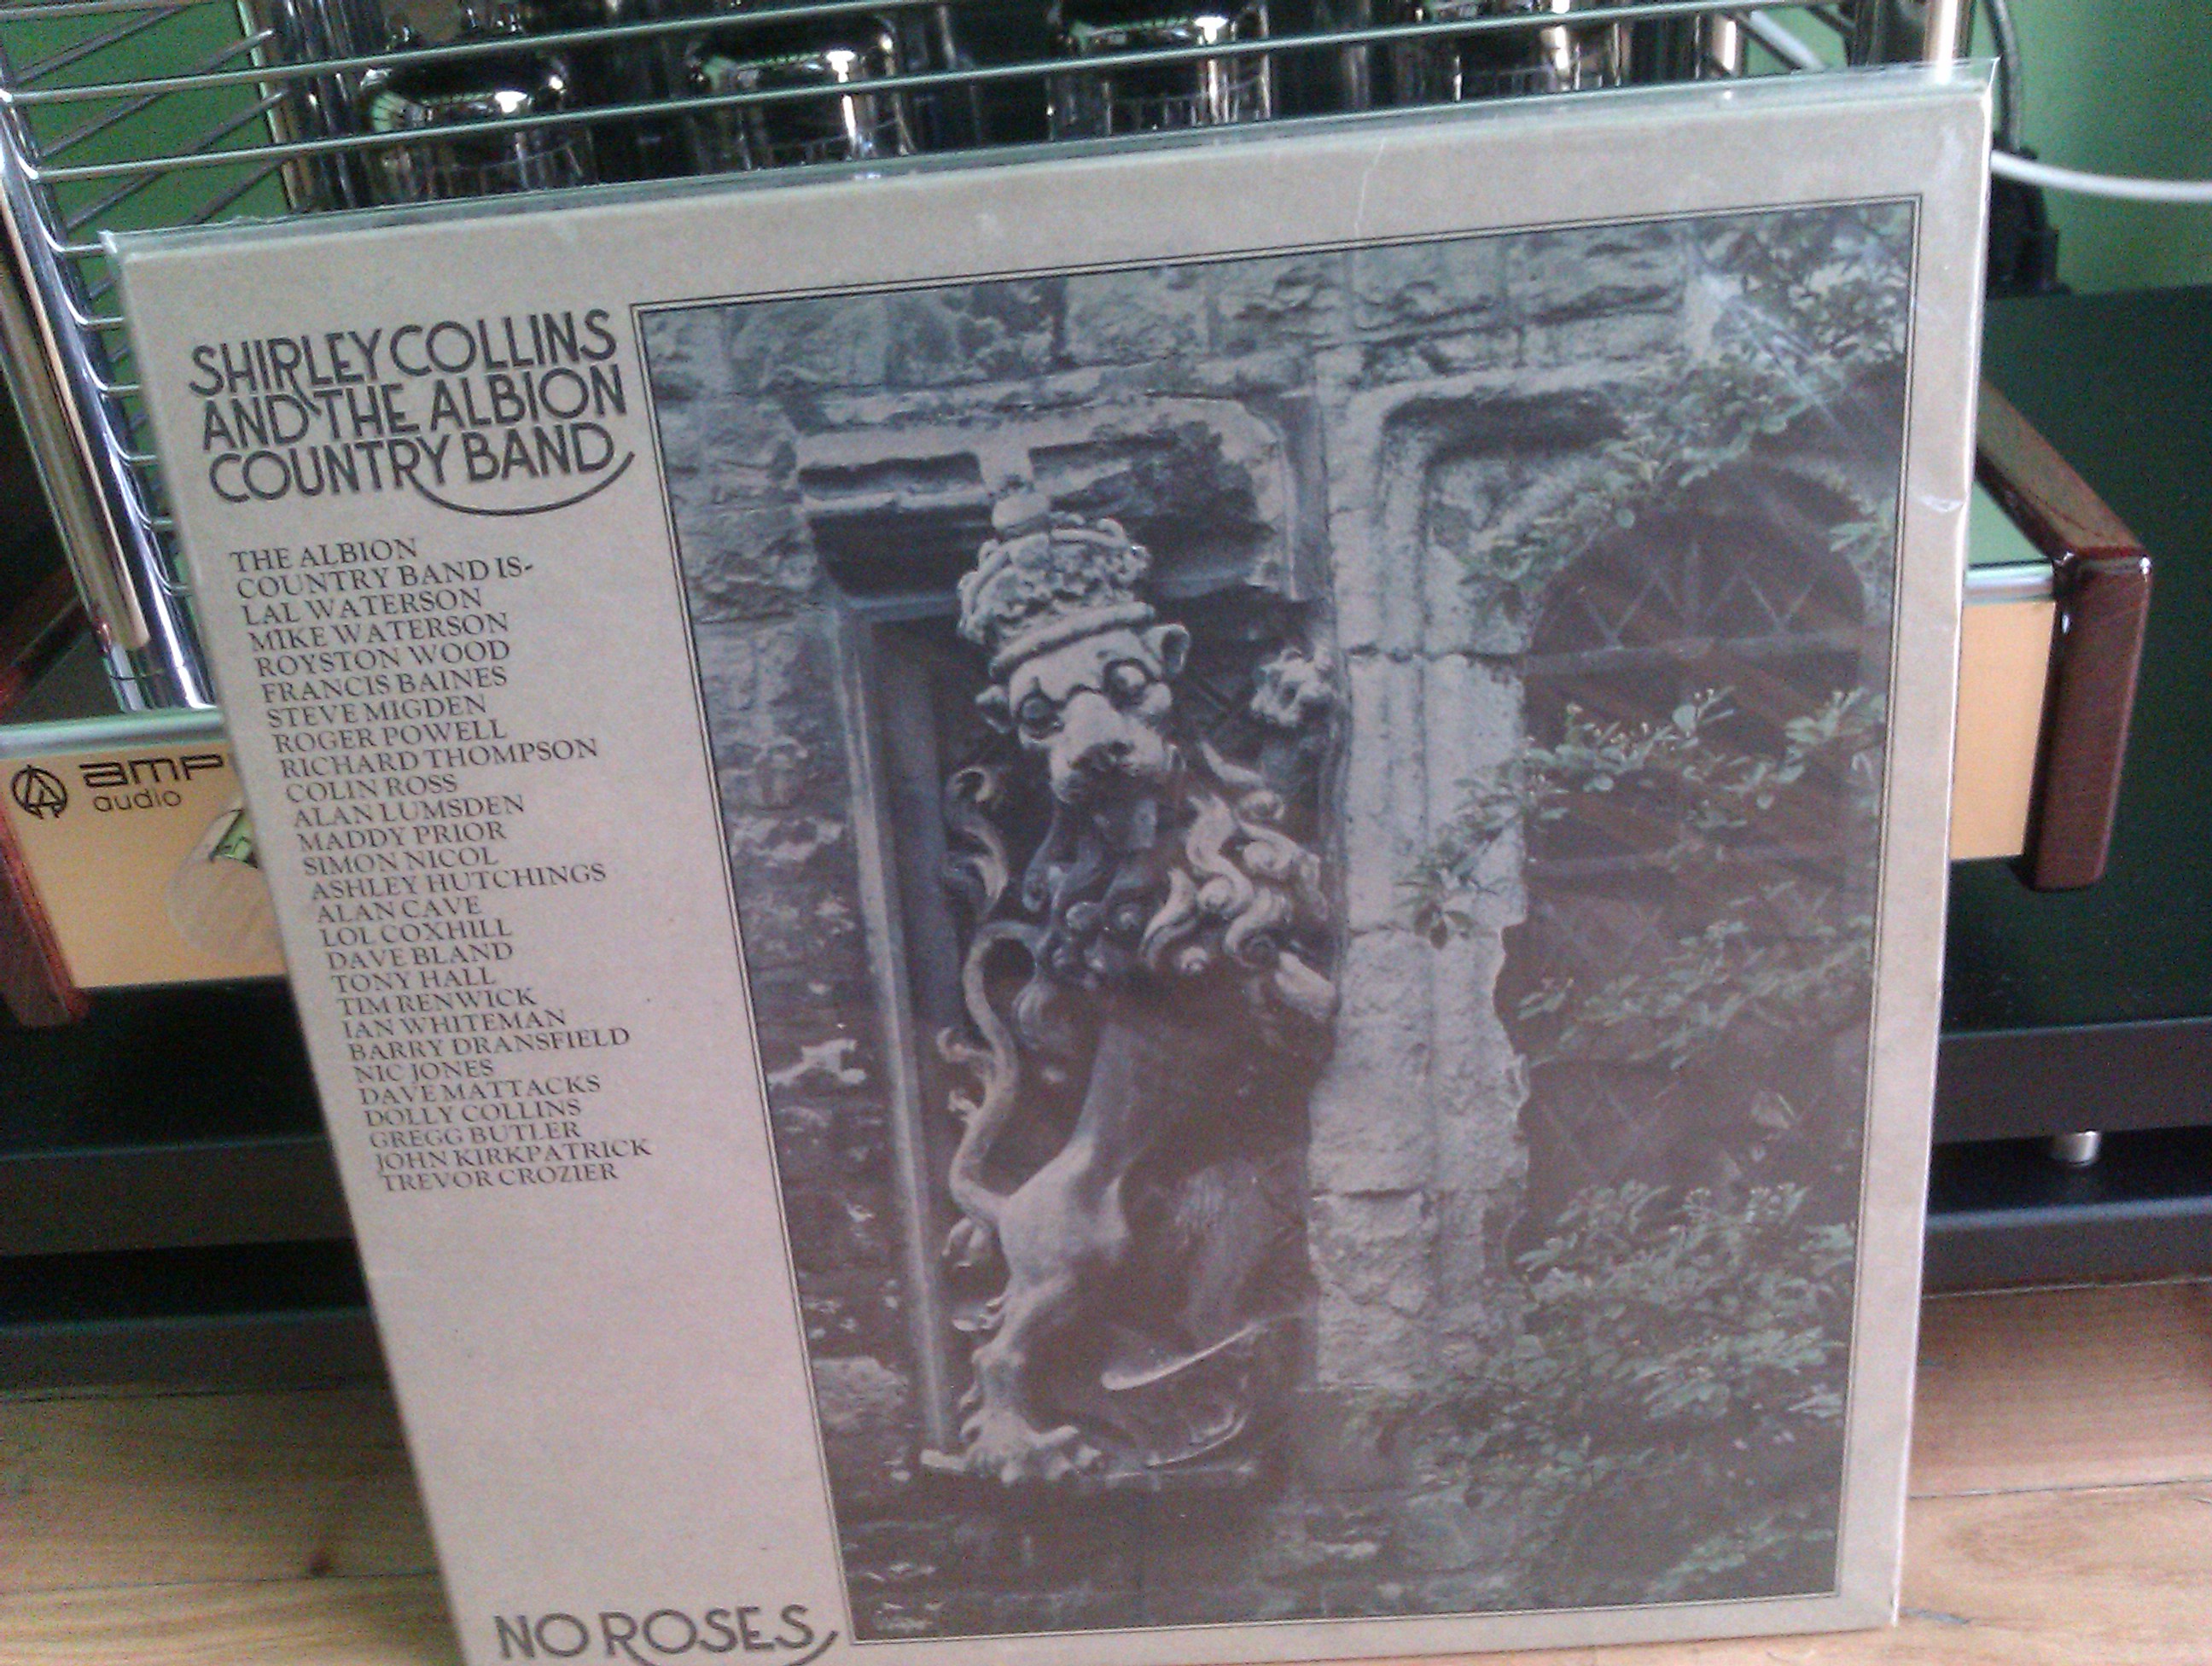 SHIRLEY COLLINS
AND THE ALBION
COUNTRY BAND
THE ALBION
COUNTRY BAND IS-
LAL WATERSON
MIKE WATERSON
ROYSTON WOOD
FRANCIS BAINES
STEVE MIGDEN
ROGER POWELL
RICHARD THOMPSON
COLIN ROSS
ALAN LUMSDEN
MADDY PRIOR
SIMON NICOL
ASHLEY HUTCHINGS
ALAN CAVE
LOL COXHILL
DAVE BLAND
TONY HALL
TIM RENWICK
IAN WHITEMAN
BARRY DRANSFIELD
NIC JONES
DAVE MATTACKS
DOLLY COLLINS
GREGG BUTLER
JOHN KIRKPATRICK
TREVOR CROZIER
NO ROSES
amp
audio